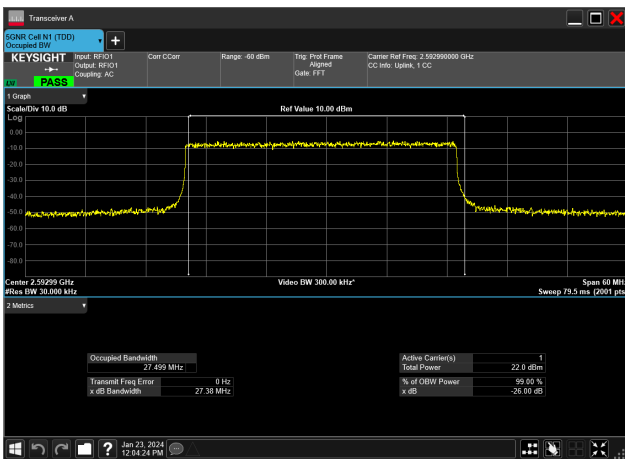 Transceiver A
5GNR Cell N1 (TDD)
Occupied BW
KEYSIGHT
Input: RFIO1
Output: RFIO1
Coupling: AC
Corr CCorr
Range: -60 dBm
Trig: Prot Frame
Aligned
Gate: FFT
Carrier Ref Freq: 2.592990000 GHz
CC Info: Uplink, 1 CC
PASS
1 Graph
Scale/Div 10.0 dB
Ref Value 10.00 dBm
Log
0.00
-10.0
-20.0
-30.0
-40.0
-50.0
-60.0
-70.0
-80.0
Center 2.59299 GHz
#Res BW 30.000 kHz
Video BW 300.00 kHz*
Span 60 MHz
Sweep 79.5 ms (2001 pts
2 Metrics
Occupied Bandwidth
27.499 MHz
Transmit Freq Error 0 Hz
x dB Bandwidth 27.38 MHz
Active Carrier(s) 1
Total Power 22.0 dBm
% of OBW Power 99.00 %
x dB -26.00 dB
Jan 23, 2024
12:04:24 PM